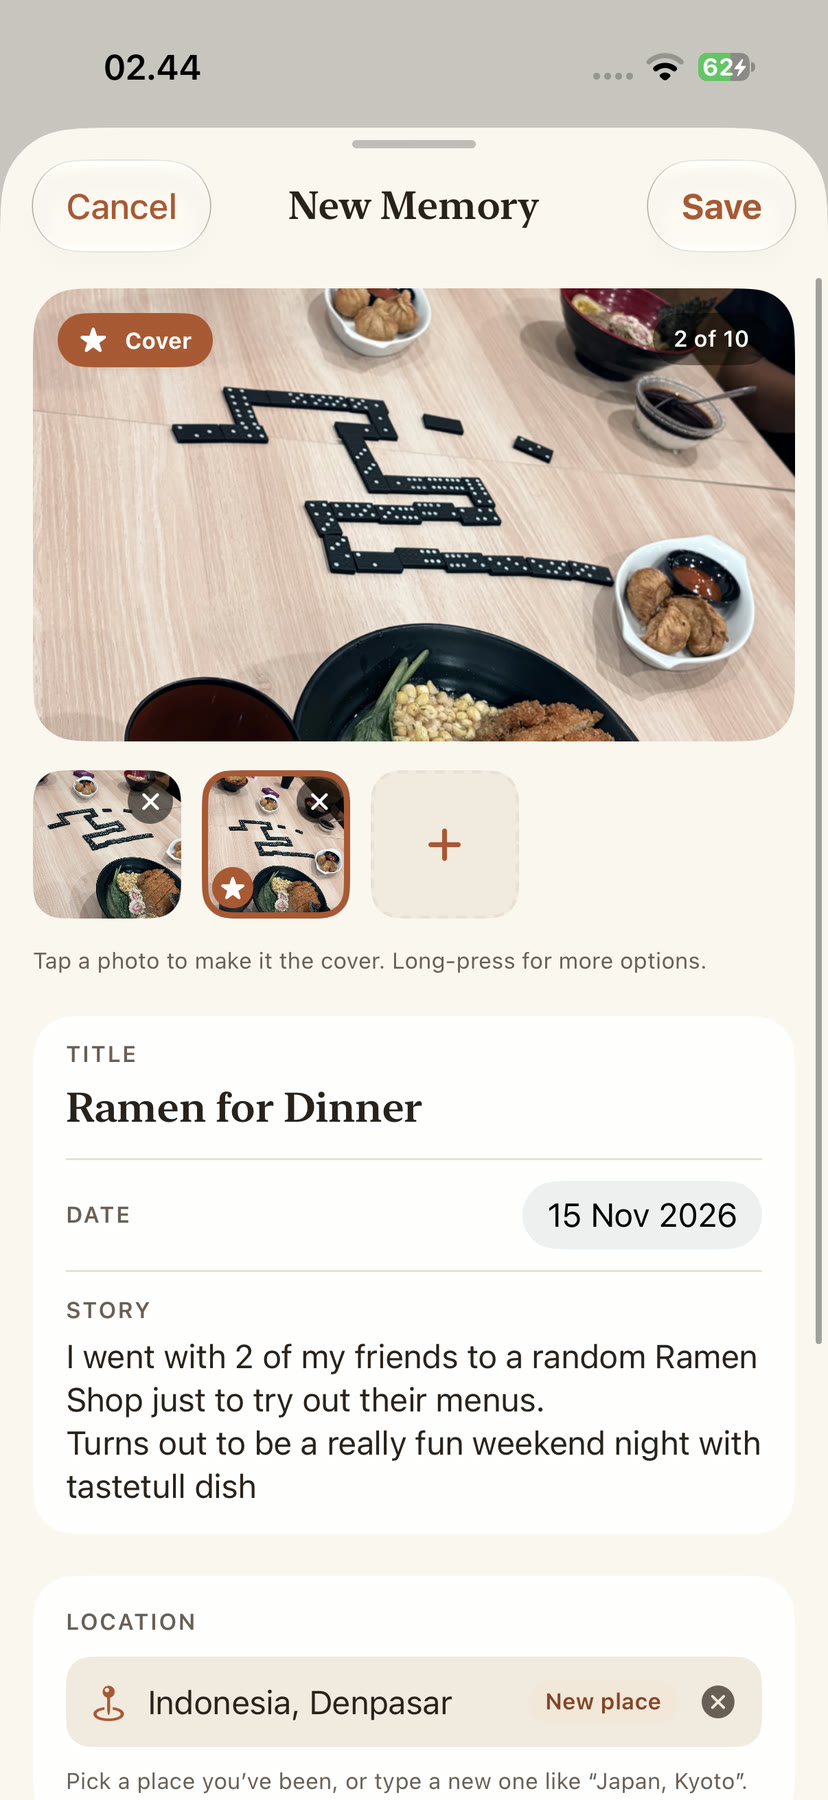 02.44
62
Cancel
New Memory
Save
Cover
2 of 10
Tap a photo to make it the cover. Long-press for more options.
TITLE
Ramen for Dinner
DATE
15 Nov 2026
STORY
I went with 2 of my friends to a random Ramen
Shop just to try out their menus.
Turns out to be a really fun weekend night with
tastetull dish
LOCATION
Indonesia, Denpasar
New place
Pick a place you’ve been, or type a new one like “Japan, Kyoto”.